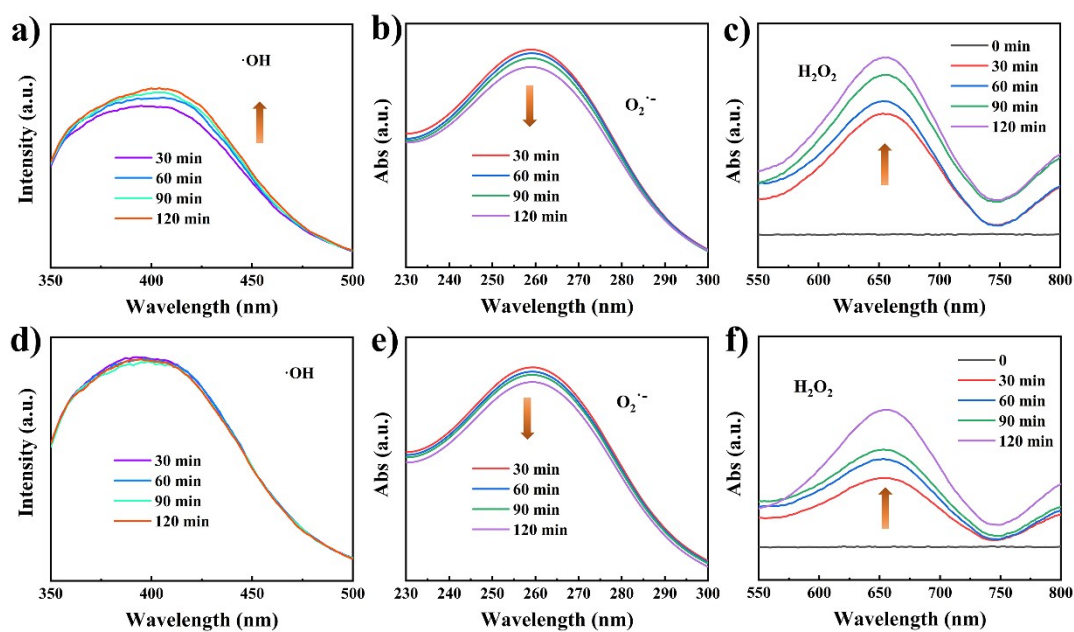 a)
·OH
Intensity (a.u.)
30 min
60 min
90 min
120 min
350 400 450 500
Wavelength (nm)
b)
O₂·⁻
Abs (a.u.)
30 min
60 min
90 min
120 min
230 240 250 260 270 280 290 300
Wavelength (nm)
c)
H₂O₂
Abs (a.u.)
0 min
30 min
60 min
90 min
120 min
550 600 650 700 750 800
Wavelength (nm)
d)
·OH
Intensity (a.u.)
30 min
60 min
90 min
120 min
350 400 450 500
Wavelength (nm)
e)
O₂·⁻
Abs (a.u.)
30 min
60 min
90 min
120 min
230 240 250 260 270 280 290 300
Wavelength (nm)
f)
H₂O₂
Abs (a.u.)
0
30 min
60 min
90 min
120 min
550 600 650 700 750 800
Wavelength (nm)